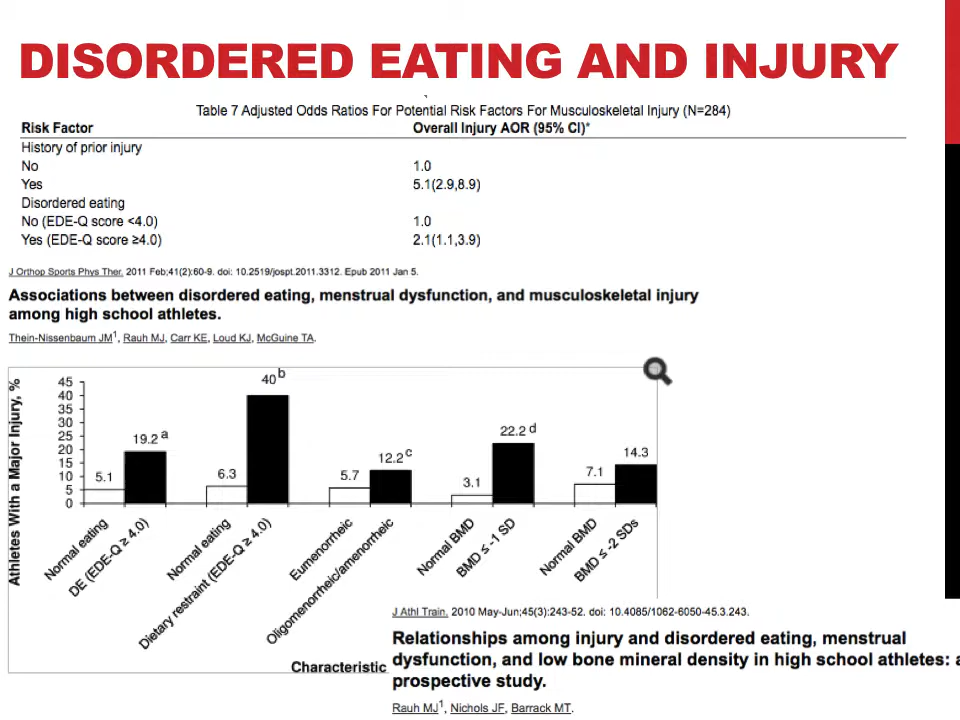 DISORDERED EATING AND INJURY
Table 7 Adjusted Odds Ratios For Potential Risk Factors For Musculoskeletal Injury (N=284)
Risk Factor Overall Injury AOR (95% CI)*
History of prior injury
No 1.0
Yes 5.1(2.9,8.9)
Disordered eating
No (EDE-Q score <4.0) 1.0
Yes (EDE-Q score ≥4.0) 2.1(1.1,3.9)
J Orthop Sports Phys Ther. 2011 Feb;41(2):60-9. doi: 10.2519/jospt.2011.3312. Epub 2011 Jan 5.
Associations between disordered eating, menstrual dysfunction, and musculoskeletal injury
among high school athletes.
Thein-Nissenbaum JM1, Rauh MJ, Carr KE, Loud KJ, McGuine TA.
Athletes With a Major Injury, %
45
40
35
30
25
20
15
10
5
0
5.1
19.2 a
6.3
40 b
5.7
12.2 c
3.1
22.2 d
7.1
14.3
Normal eating
DE (EDE-Q ≥ 4.0)
Normal eating
Dietary restraint (EDE-Q ≥ 4.0)
Eumenorrheic
Oligomenorrheic/amenorrheic
Normal BMD
BMD ≤ -1 SD
Normal BMD
BMD ≤ -2 SDs
Characteristic
J Athl Train. 2010 May-Jun;45(3):243-52. doi: 10.4085/1062-6050-45.3.243.
Relationships among injury and disordered eating, menstrual
dysfunction, and low bone mineral density in high school athletes: a
prospective study.
Rauh MJ1, Nichols JF, Barrack MT.